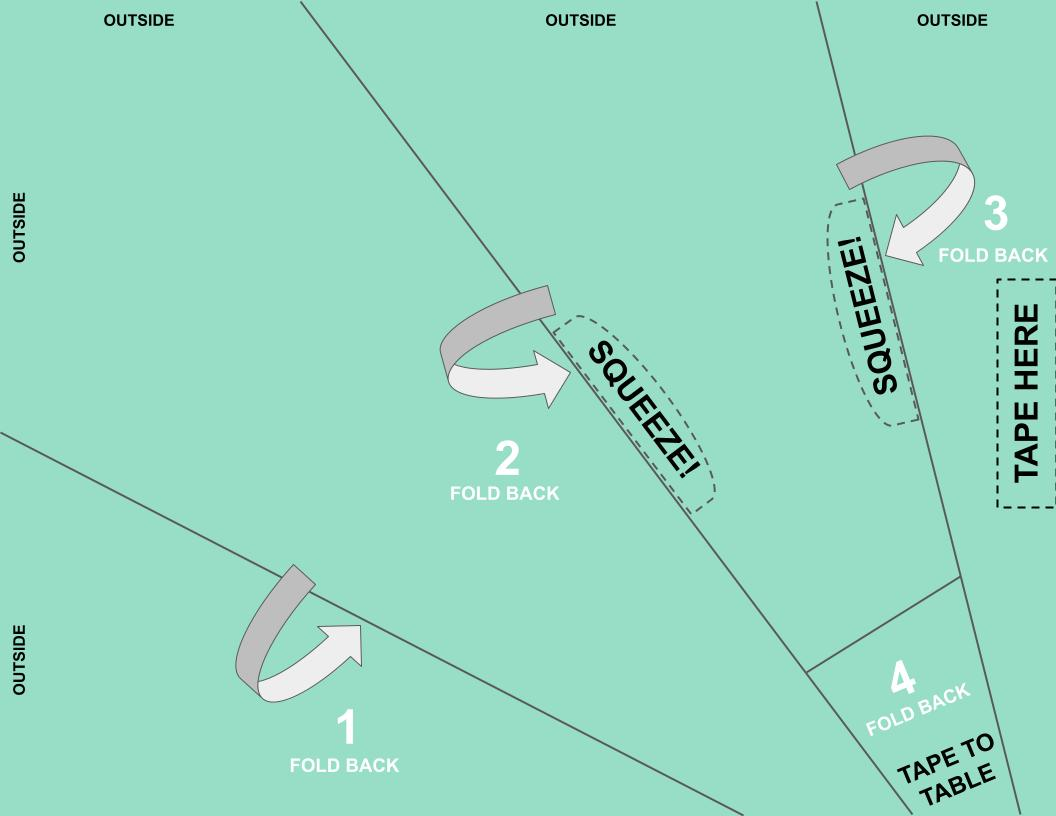 OUTSIDE
OUTSIDE
OUTSIDE
OUTSIDE
3
FOLD BACK
SQUEEZE!
TAPE HERE
SQUEEZE!
2
FOLD BACK
OUTSIDE
1
FOLD BACK
4
FOLD BACK
TAPE TO
TABLE